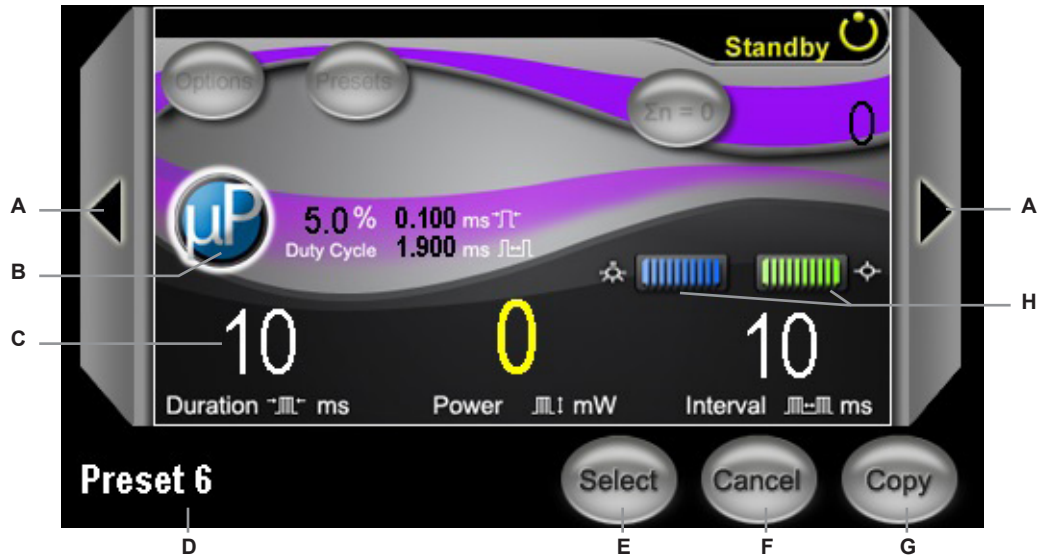 Standby
Options Presets Σn = 0 0
A A
µP 5.0% 0.100 ms
Duty Cycle 1.900 ms
B
H
C 10 0 10
Duration ms Power mW Interval ms
Preset 6 Select Cancel Copy
D E F G